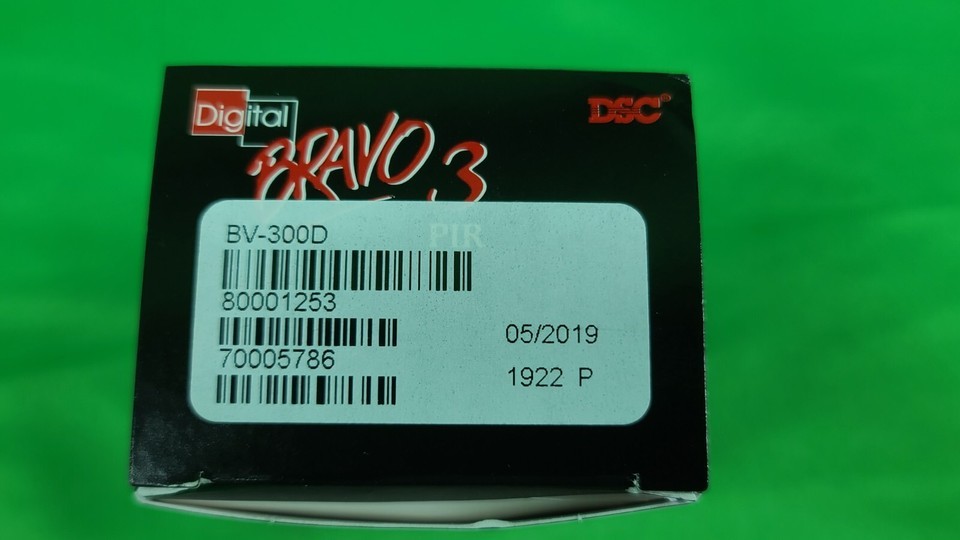 Digital
DSC®
BRAVO 3
PIR
BV-300D
80001253
70005786
05/2019
1922 P